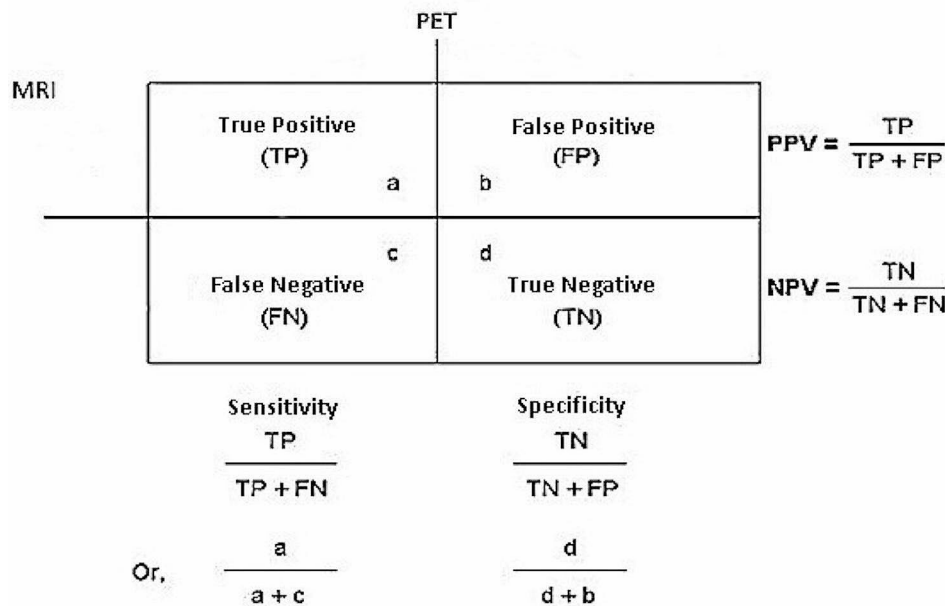 PET
MRI
True Positive
(TP)
a
False Positive
(FP)
b
PPV = TP
TP + FP
c
False Negative
(FN)
d
True Negative
(TN)
NPV = TN
TN + FN
Sensitivity
TP
TP + FN
Specificity
TN
TN + FP
Or,
a
a + c
d
d + b